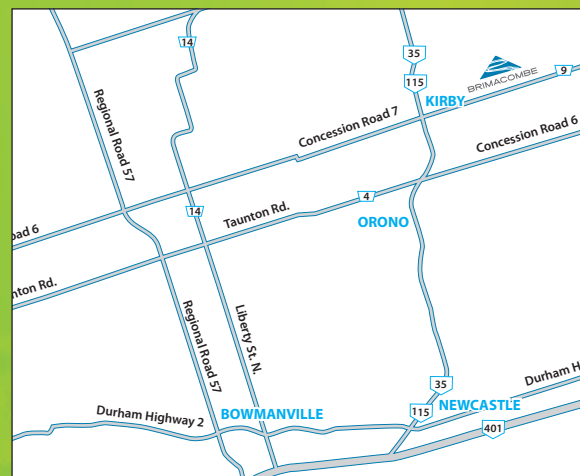 14
35
115
BRIMACOMBE
9
KIRBY
Regional Road 57
Concession Road 7
Concession Road 6
4
14
Taunton Rd.
ORONO
oad 6
nton Rd.
Regional Road 57
Liberty St. N.
35
Durham H
NEWCASTLE
115
BOWMANVILLE
Durham Highway 2
401